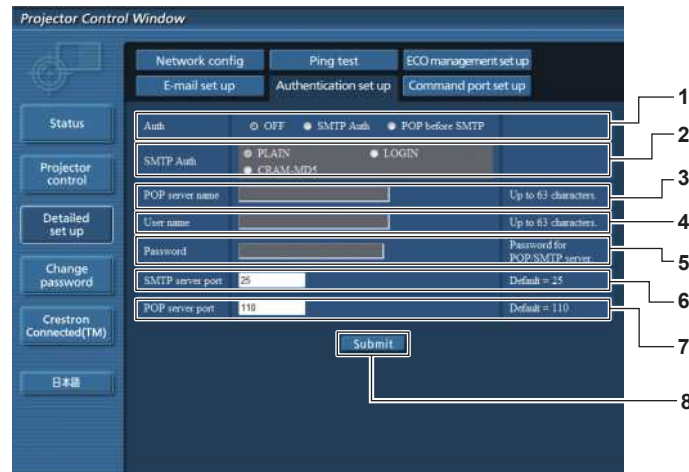 Projector Control Window
Network config Ping test ECO management set up
E-mail set up Authentication set up Command port set up
Status
Projector control
Detailed set up
Change password
Crestron Connected(TM)
日本語
Auth OFF SMTP Auth POP before SMTP 1
SMTP Auth PLAIN LOGIN 2
CRAM-MD5
POP server name Up to 63 characters. 3
User name Up to 63 characters. 4
Password Password for POP/SMTP server. 5
SMTP server port 25 Default = 25 6
POP server port 110 Default = 110 7
Submit 8